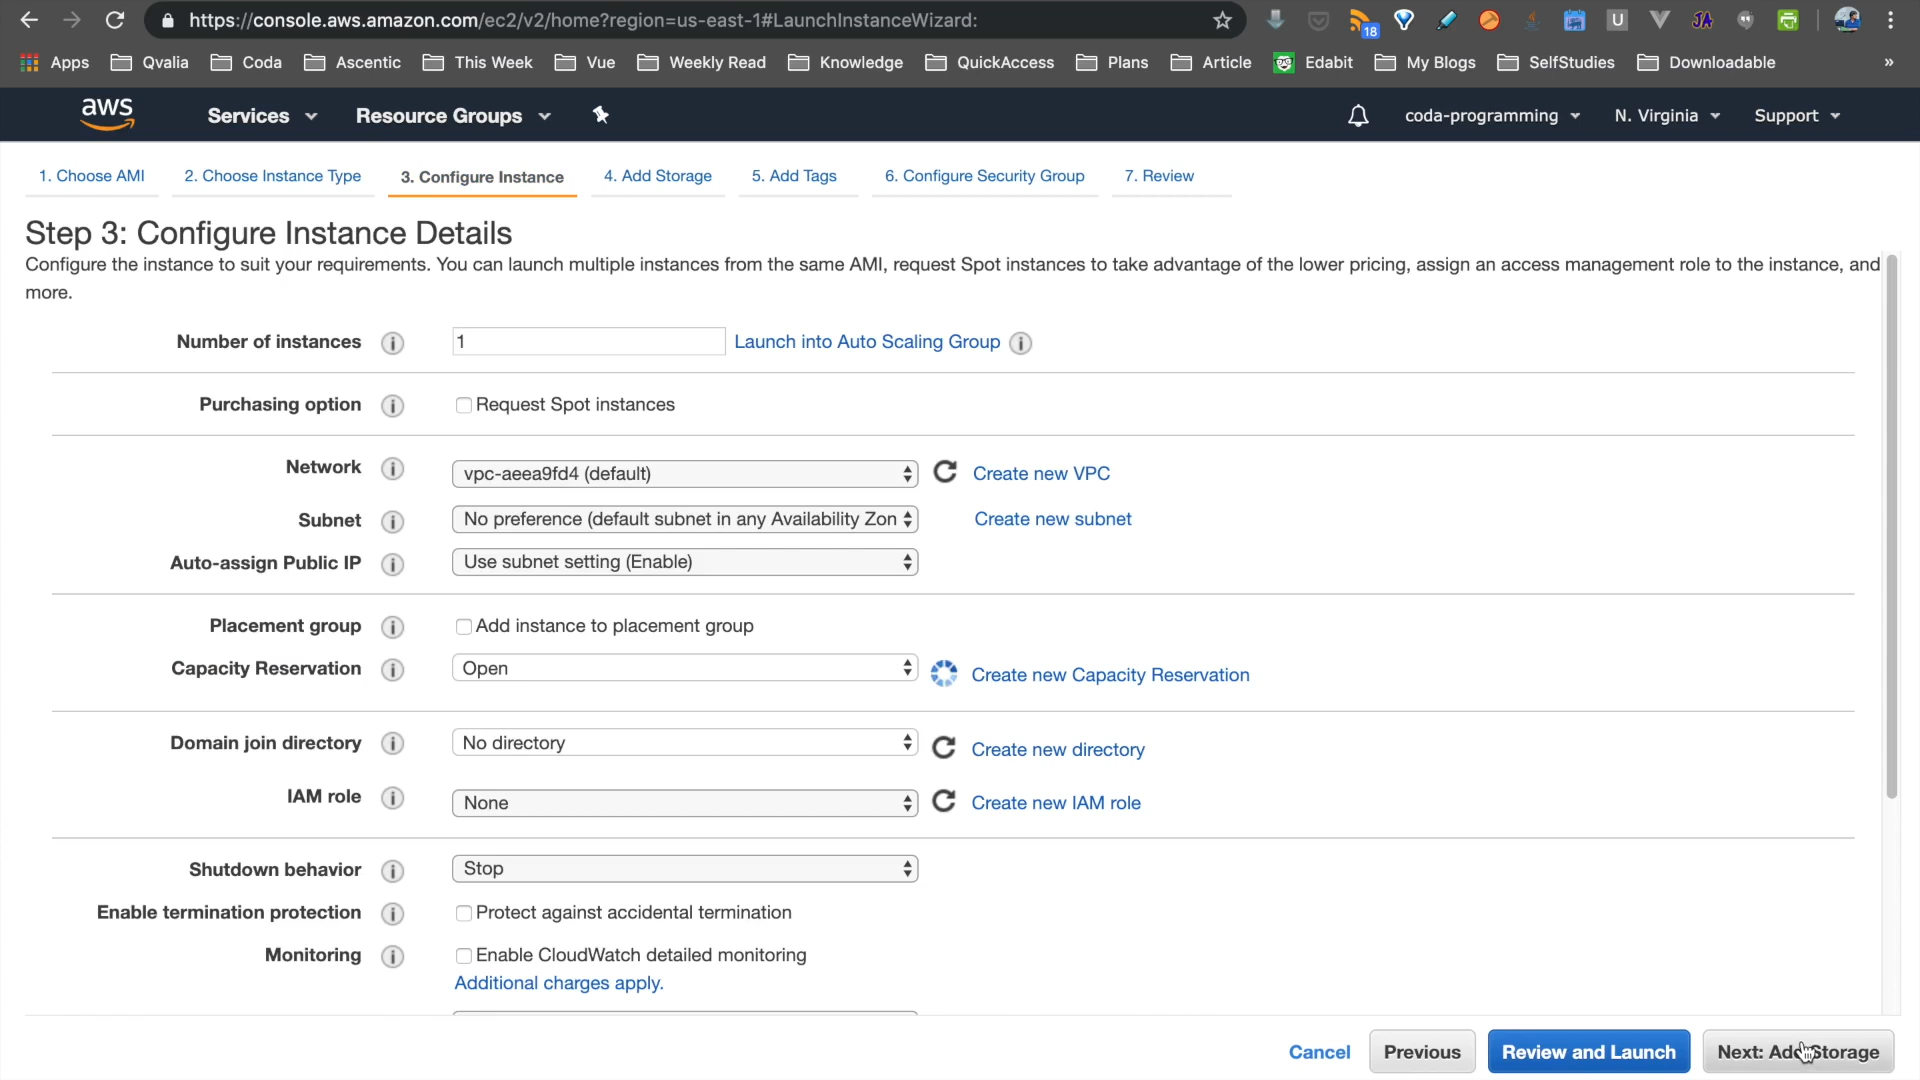 https://console.aws.amazon.com/ec2/v2/home?region=us-east-1#LaunchInstanceWizard:
18
U
JA
Apps Qvalia Coda Ascentic This Week Vue Weekly Read Knowledge QuickAccess Plans Article Edabit My Blogs SelfStudies Downloadable »
aws Services Resource Groups coda-programming N. Virginia Support
1. Choose AMI 2. Choose Instance Type 3. Configure Instance 4. Add Storage 5. Add Tags 6. Configure Security Group 7. Review
Step 3: Configure Instance Details
Configure the instance to suit your requirements. You can launch multiple instances from the same AMI, request Spot instances to take advantage of the lower pricing, assign an access management role to the instance, and
more.
Number of instances i 1 Launch into Auto Scaling Group i
Purchasing option i Request Spot instances
Network i vpc-aeea9fd4 (default) Create new VPC
Subnet i No preference (default subnet in any Availability Zon Create new subnet
Auto-assign Public IP i Use subnet setting (Enable)
Placement group i Add instance to placement group
Capacity Reservation i Open Create new Capacity Reservation
Domain join directory i No directory Create new directory
IAM role i None Create new IAM role
Shutdown behavior i Stop
Enable termination protection i Protect against accidental termination
Monitoring i Enable CloudWatch detailed monitoring
Additional charges apply.
Cancel Previous Review and Launch Next: Add Storage